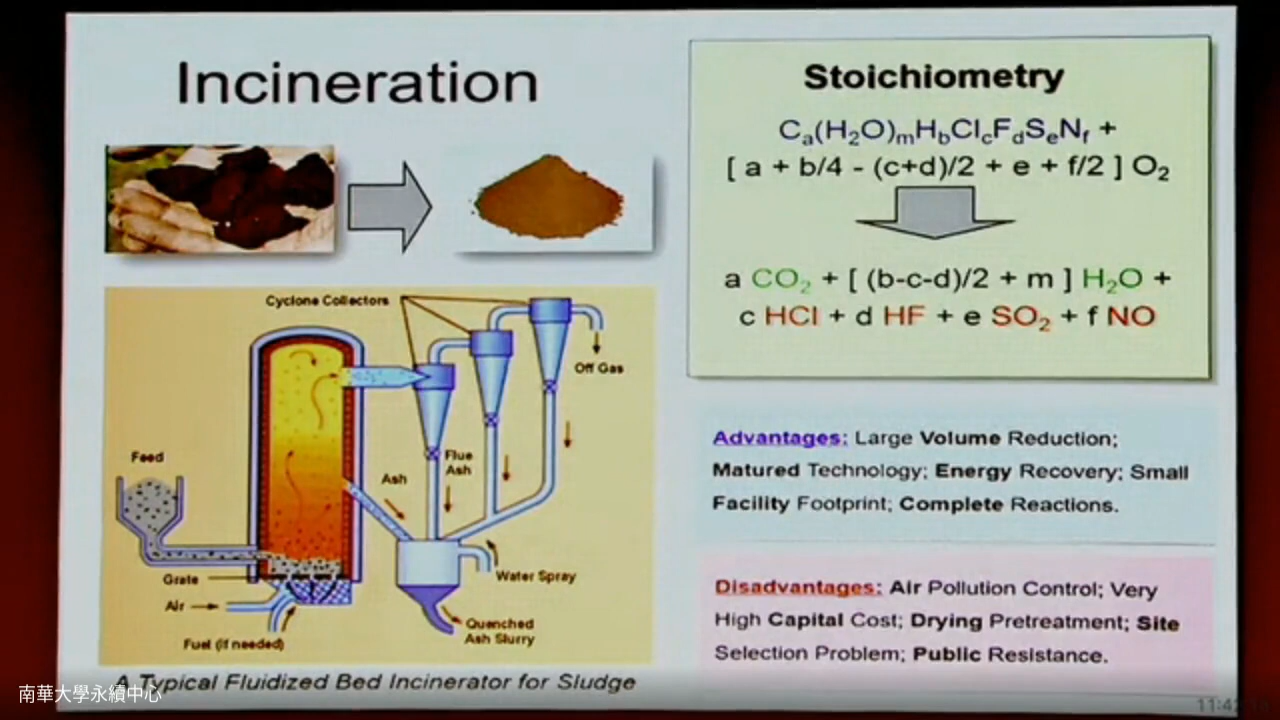 Incineration
Stoichiometry
Ca(H2O)mHbClcFdSeNf +
[ a + b/4 - (c+d)/2 + e + f/2 ] O2
a CO2 + [ (b-c-d)/2 + m ] H2O +
c HCl + d HF + e SO2 + f NO
Cyclone Collectors
Off Gas
Feed
Flue
Ash
Ash
Grate
Water Spray
Air
Quenched
Ash Slurry
Fuel (if needed)
A Typical Fluidized Bed Incinerator for Sludge
Advantages: Large Volume Reduction;
Matured Technology; Energy Recovery; Small
Facility Footprint; Complete Reactions.
Disadvantages: Air Pollution Control; Very
High Capital Cost; Drying Pretreatment; Site
Selection Problem; Public Resistance.
南華大學永續中心